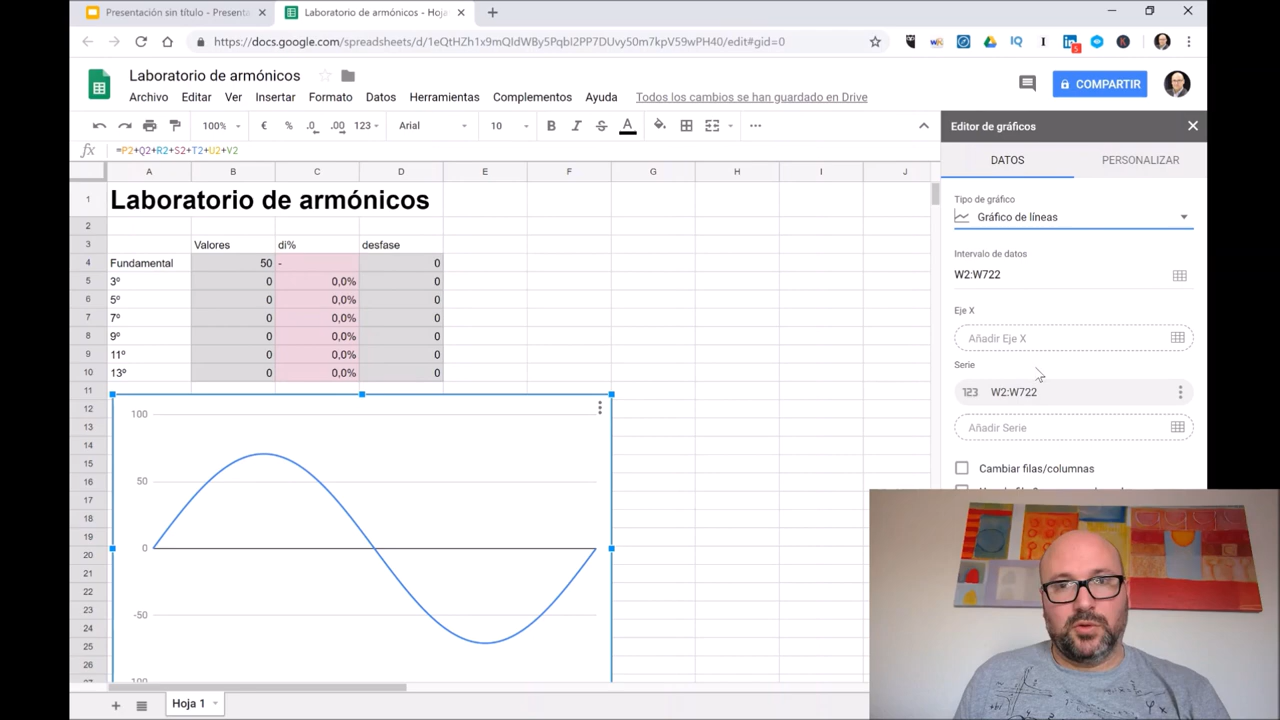 Presentación sin título - Presenta
Laboratorio de armónicos - Hoja
https://docs.google.com/spreadsheets/d/1eQtHZh1x9mQIdWBy5PqbI2PP7DUvy50m7kpV59wPH40/edit#gid=0
Laboratorio de armónicos
Archivo Editar Ver Insertar Formato Datos Herramientas Complementos Ayuda Todos los cambios se han guardado en Drive
COMPARTIR
100% € % .0 .00 123 Arial 10 B I S A
fx =P2+Q2+R2+S2+T2+U2+V2
A B C D E F G H I J
1 Laboratorio de armónicos
2
3 Valores di% desfase
4 Fundamental 50 - 0
5 3º 0 0,0% 0
6 5º 0 0,0% 0
7 7º 0 0,0% 0
8 9º 0 0,0% 0
9 11º 0 0,0% 0
10 13º 0 0,0% 0
11
12 100
13
14
15
16 50
17
18
19
20 0
21
22
23
24 -50
25
26
Hoja 1
Editor de gráficos
DATOS PERSONALIZAR
Tipo de gráfico
Gráfico de líneas
Intervalo de datos
W2:W722
Eje X
Añadir Eje X
Serie
123 W2:W722
Añadir Serie
Cambiar filas/columnas